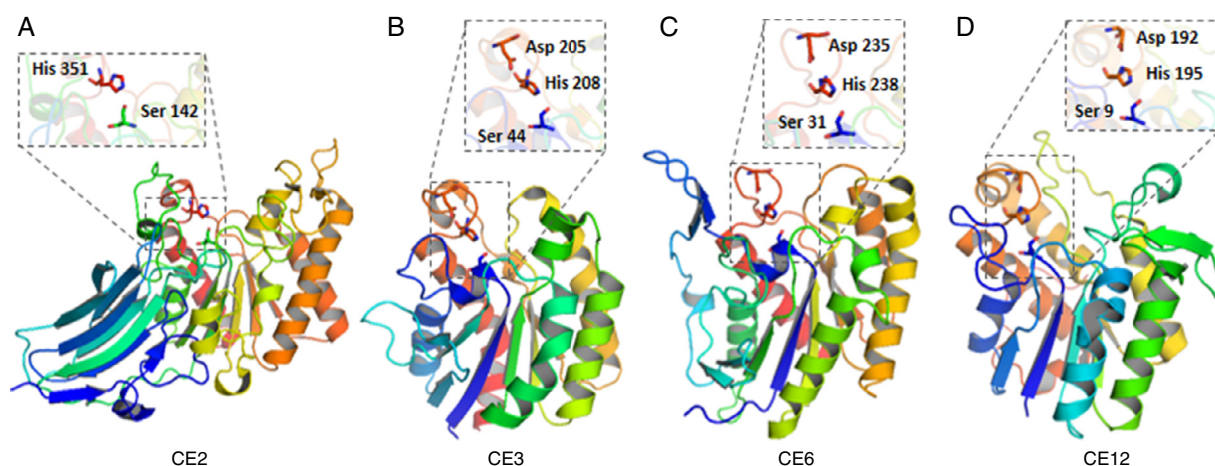 A
His 351
Ser 142
CE2
B
Asp 205
His 208
Ser 44
CE3
C
Asp 235
His 238
Ser 31
CE6
D
Asp 192
His 195
Ser 9
CE12